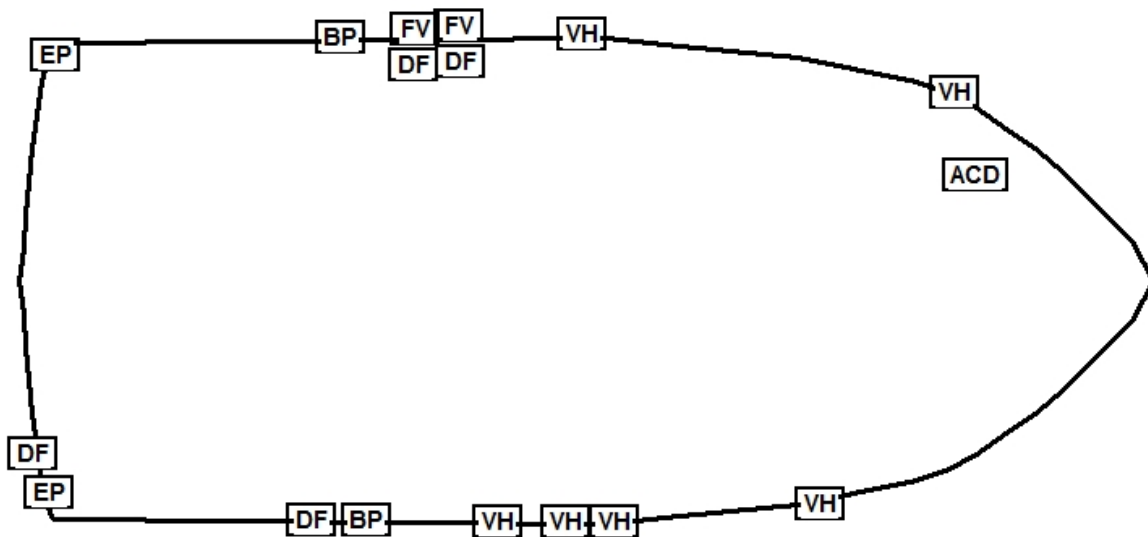 EP BP FV FV VH
DF DF
VH
ACD
DF
EP
DF BP VH VH VH VH